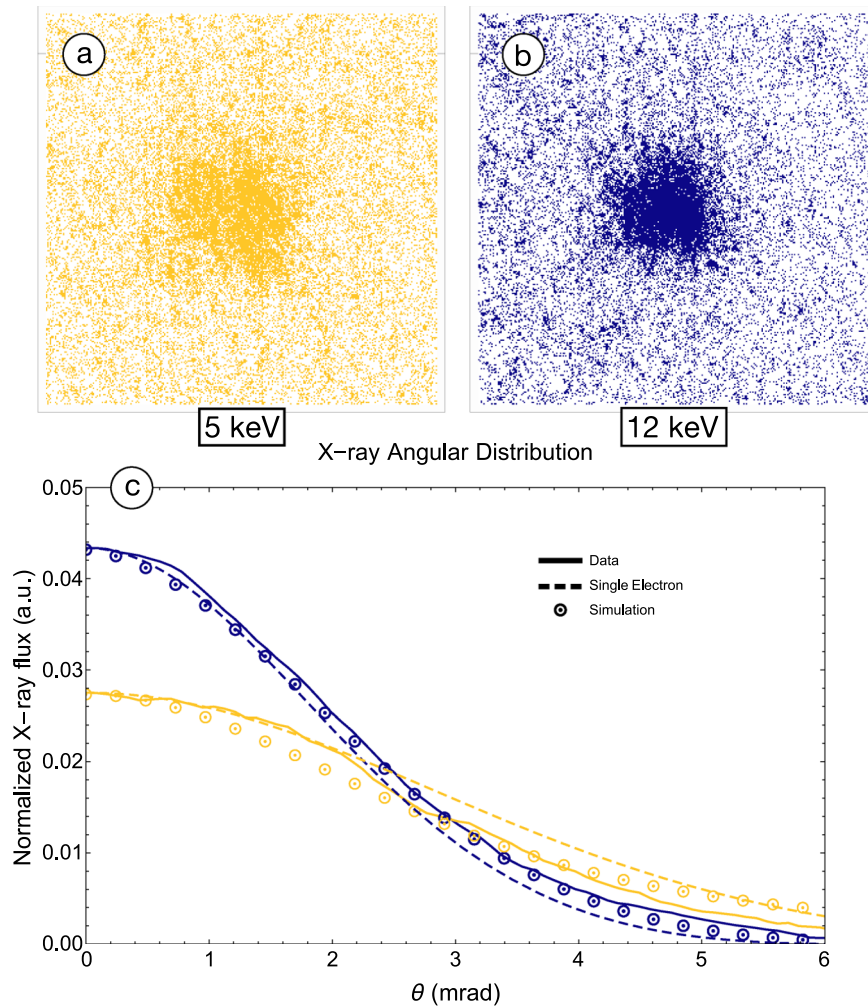 a
b
5 keV
12 keV
X−ray Angular Distribution
c
Normalized X−ray flux (a.u.)
0.05
0.04
0.03
0.02
0.01
0.00
Data
Single Electron
Simulation
0 1 2 3 4 5 6
θ (mrad)